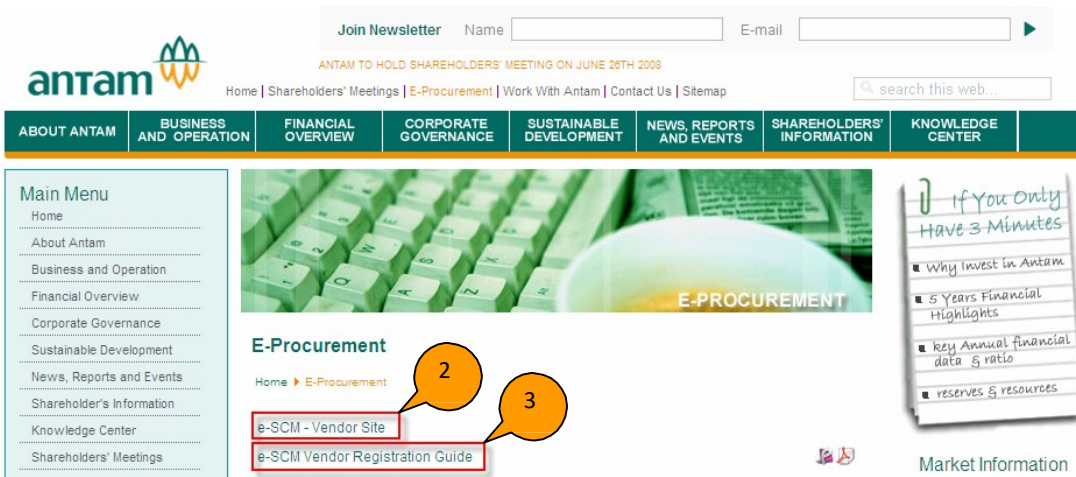 Join Newsletter Name E-mail
antam
ANTAM TO HOLD SHAREHOLDERS' MEETING ON JUNE 26TH 2008
Home | Shareholders' Meetings | E-Procurement | Work With Antam | Contact Us | Sitemap
search this web...
ABOUT ANTAM
BUSINESS
AND OPERATION
FINANCIAL
OVERVIEW
CORPORATE
GOVERNANCE
SUSTAINABLE
DEVELOPMENT
NEWS, REPORTS
AND EVENTS
SHAREHOLDERS'
INFORMATION
KNOWLEDGE
CENTER
Main Menu
Home
About Antam
Business and Operation
Financial Overview
Corporate Governance
Sustainable Development
News, Reports and Events
Shareholder's Information
Knowledge Center
Shareholders' Meetings
E-PROCUREMENT
E-Procurement
Home E-Procurement
2
e-SCM - Vendor Site
3
e-SCM Vendor Registration Guide
If You Only
Have 3 Minutes
Why Invest in Antam
5 Years Financial
Highlights
key Annual financial
data & ratio
reserves & resources
Market Information